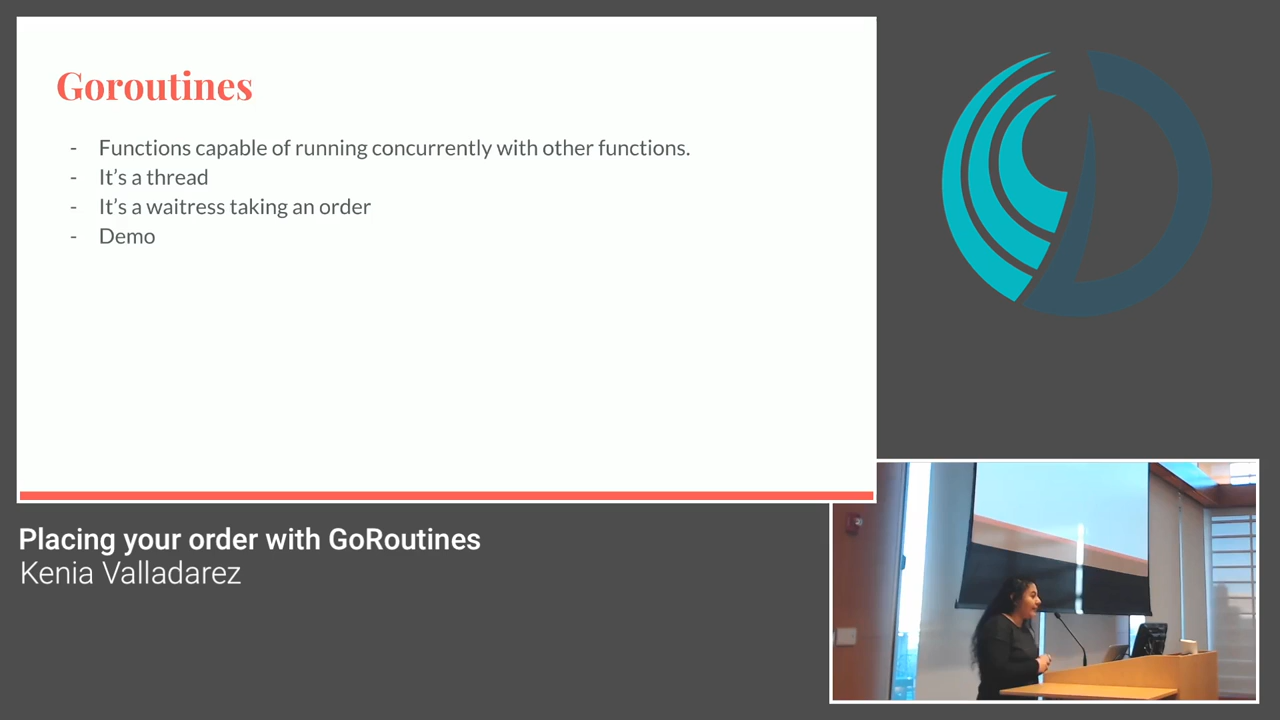 Goroutines
- Functions capable of running concurrently with other functions.
- It's a thread
- It's a waitress taking an order
- Demo
Placing your order with GoRoutines
Kenia Valladarez